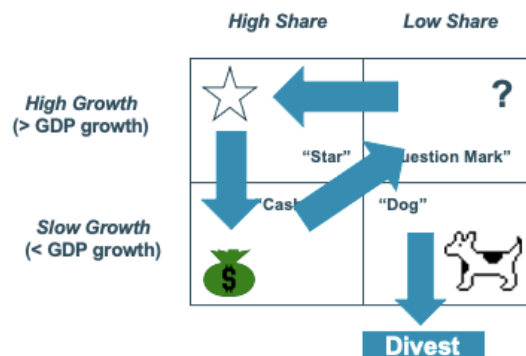 High Share
Low Share
High Growth
(> GDP growth)
?
"Star"
uestion Mark"
Slow Growth
(< GDP growth)
"Cas
"Dog"
$
Divest